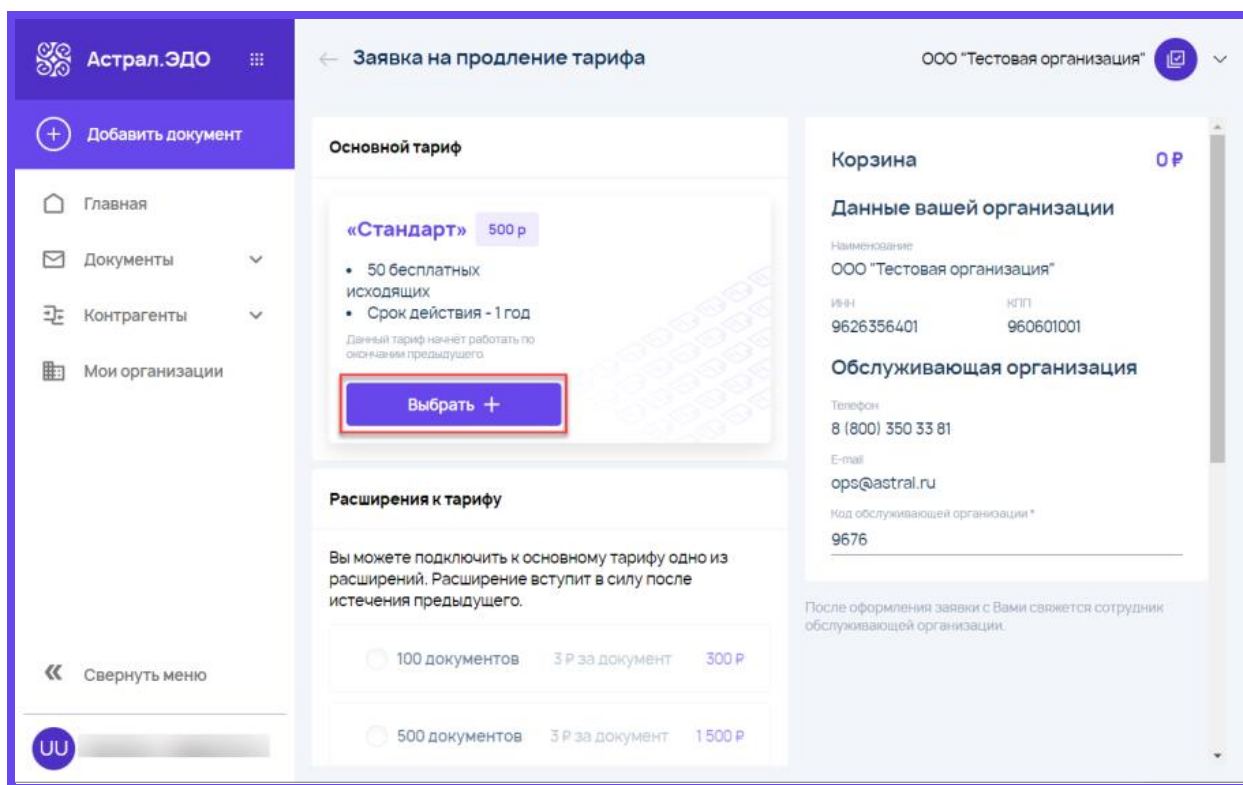 Астрал.ЭДО
Добавить документ
Главная
Документы
Контрагенты
Мои организации
Свернуть меню
UU
Заявка на продление тарифа
ООО "Тестовая организация"
Основной тариф
«Стандарт» 500 р
• 50 бесплатных
исходящих
• Срок действия - 1 год
Данный тариф начнёт работать по
окончании предыдущего
Выбрать +
Расширения к тарифу
Вы можете подключить к основному тарифу одно из
расширений. Расширение вступит в силу после
истечения предыдущего.
100 документов 3 ₽ за документ 300 ₽
500 документов 3 ₽ за документ 1 500 ₽
Корзина 0 ₽
Данные вашей организации
Наименование
ООО "Тестовая организация"
ИНН КПП
9626356401 960601001
Обслуживающая организация
Телефон
8 (800) 350 33 81
E-mail
ops@astral.ru
Код обслуживающей организации *
9676
После оформления заявки с Вами свяжется сотрудник
обслуживающей организации.